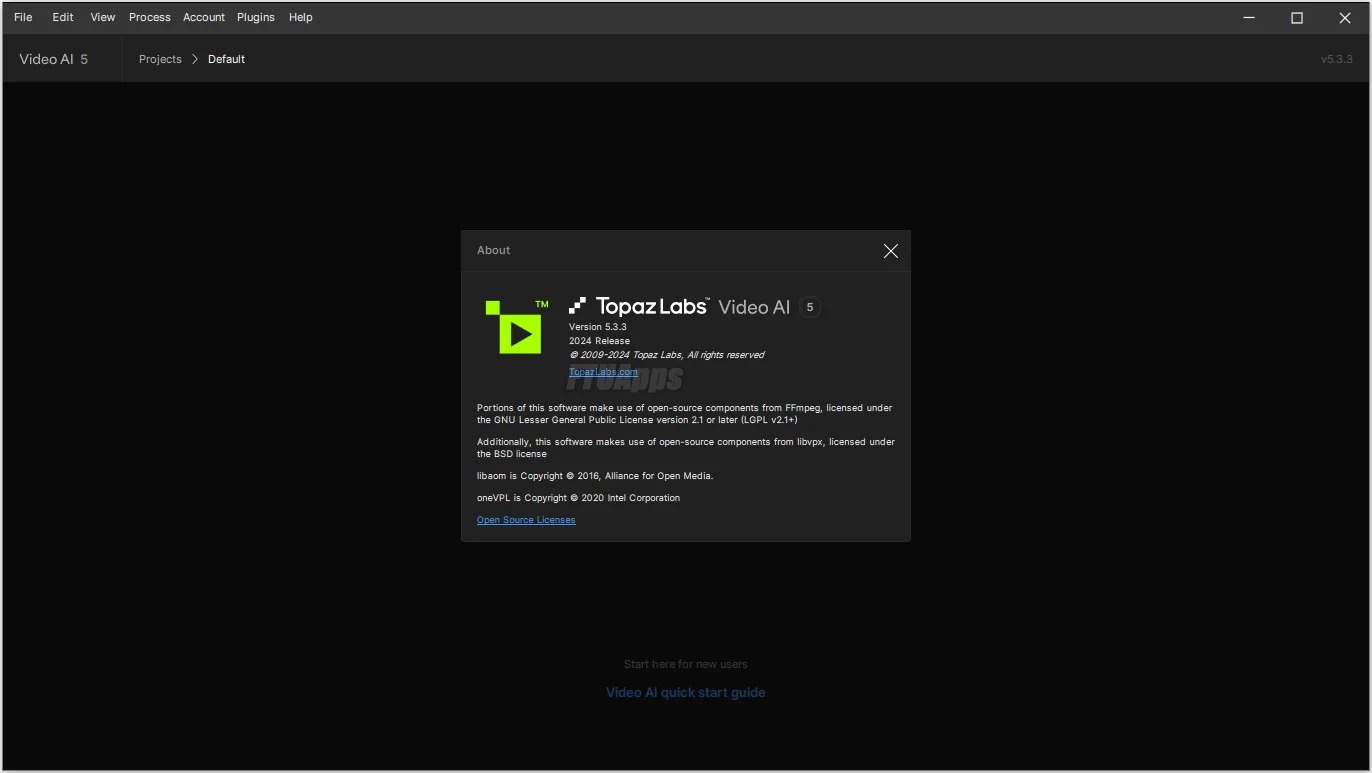 File Edit View Process Account Plugins Help
Video AI 5 Projects Default v5.3.3
About
TM
Topaz Labs™ Video AI 5
Version 5.3.3
2024 Release
© 2009-2024 Topaz Labs, All rights reserved
TopazLabs.com
FTUApps
Portions of this software make use of open-source components from FFmpeg, licensed under
the GNU Lesser General Public License version 2.1 or later (LGPL v2.1+)
Additionally, this software makes use of open-source components from libvpx, licensed under
the BSD license
libaom is Copyright © 2016, Alliance for Open Media.
oneVPL is Copyright © 2020 Intel Corporation
Open Source Licenses
Start here for new users
Video AI quick start guide